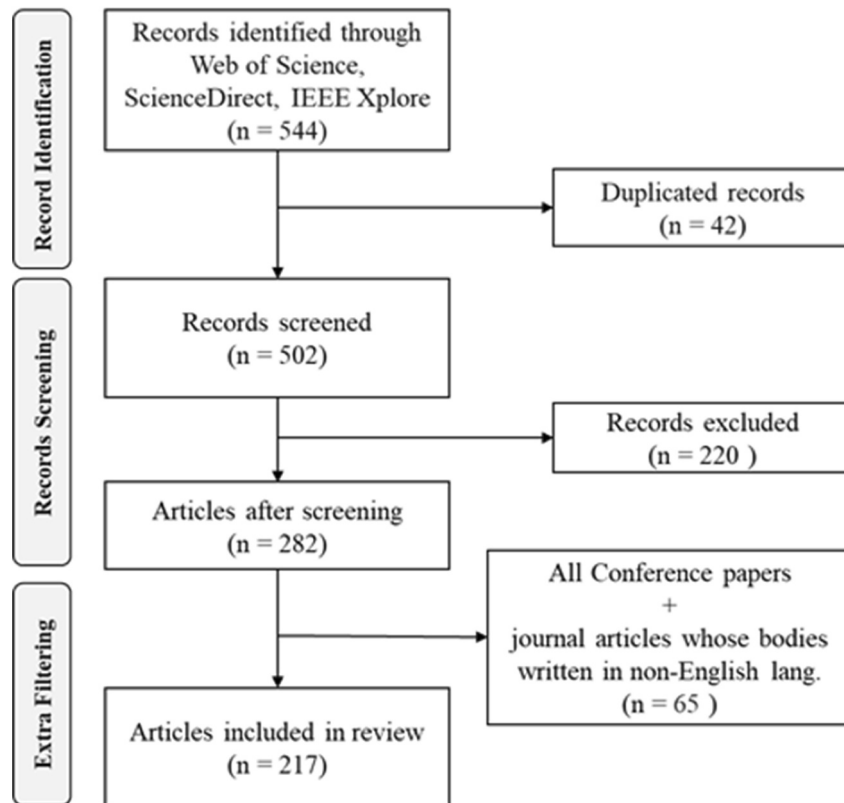 Record Identification
Records identified through
Web of Science,
ScienceDirect, IEEE Xplore
(n = 544)
Duplicated records
(n = 42)
Records Screening
Records screened
(n = 502)
Records excluded
(n = 220 )
Articles after screening
(n = 282)
Extra Filtering
All Conference papers
+
journal articles whose bodies
written in non-English lang.
(n = 65 )
Articles included in review
(n = 217)